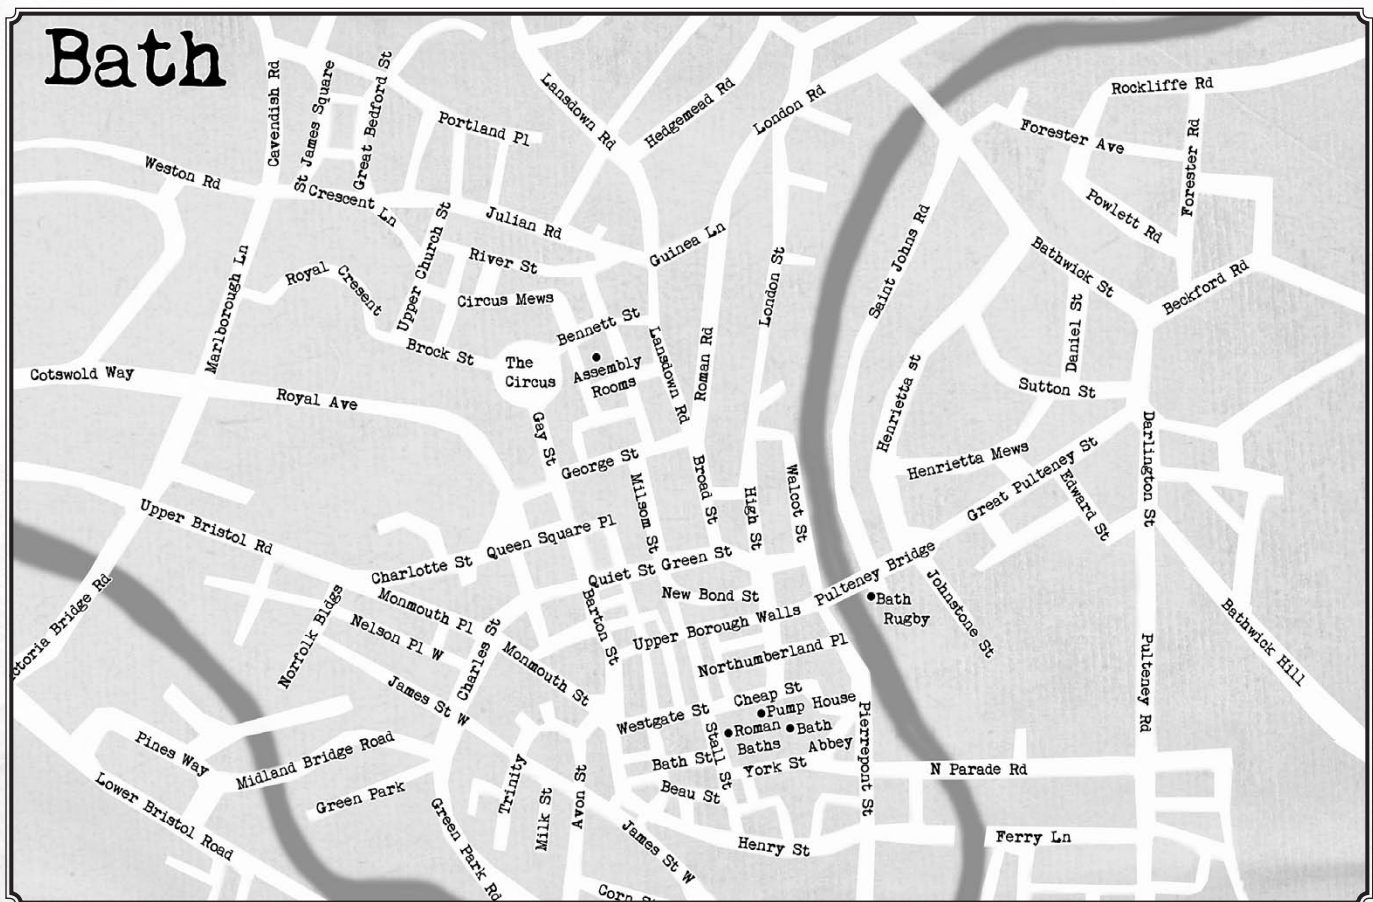 Bath
Cavendish Rd
St James Square
Great Bedford St
Portland Pl
Lansdown Rd
Hedgemead Rd
London Rd
Rockliffe Rd
Forester Ave
Forester Rd
Powlett Rd
Weston Rd
Crescent Ln
Julian Rd
Upper Church St
River St
Guinea Ln
Saint Johns Rd
Bathwick St
Beckford Rd
Marlborough Ln
Royal Cresent
Circus Mews
Bennett St
London St
Daniel St
Brock St
The
Circus
Assembly
Rooms
Lansdown Rd
Roman Rd
Cotswold Way
Royal Ave
Henrietta st
Sutton St
Gay St
George St
Milsom St
Broad St
High St
Walcot St
Henrietta Mews
Great Pulteney St
Edward St
Darlington St
Upper Bristol Rd
Charlotte St
Queen Square Pl
Quiet St
Green St
New Bond St
Upper Borough Walls
Pulteney Bridge
Bath
Rugby
Johnstone St
Bathwick Hill
ctoria Bridge Rd
Norfolk Bldgs
Monmouth Pl
Nelson Pl W
Charles St
Monmouth St
Barton St
Northumberland Pl
James St W
Westgate St
Cheap St
Pump House
Roman
Baths
Bath
Abbey
Stall St
Bath St
York St
Beau St
Pierrepont St
N Parade Rd
Pulteney Rd
Pines Way
Midland Bridge Road
Green Park
Lower Bristol Road
Green Park Rd
Trinity
Milk St
Avon St
James St W
Henry St
Ferry Ln
Corn S